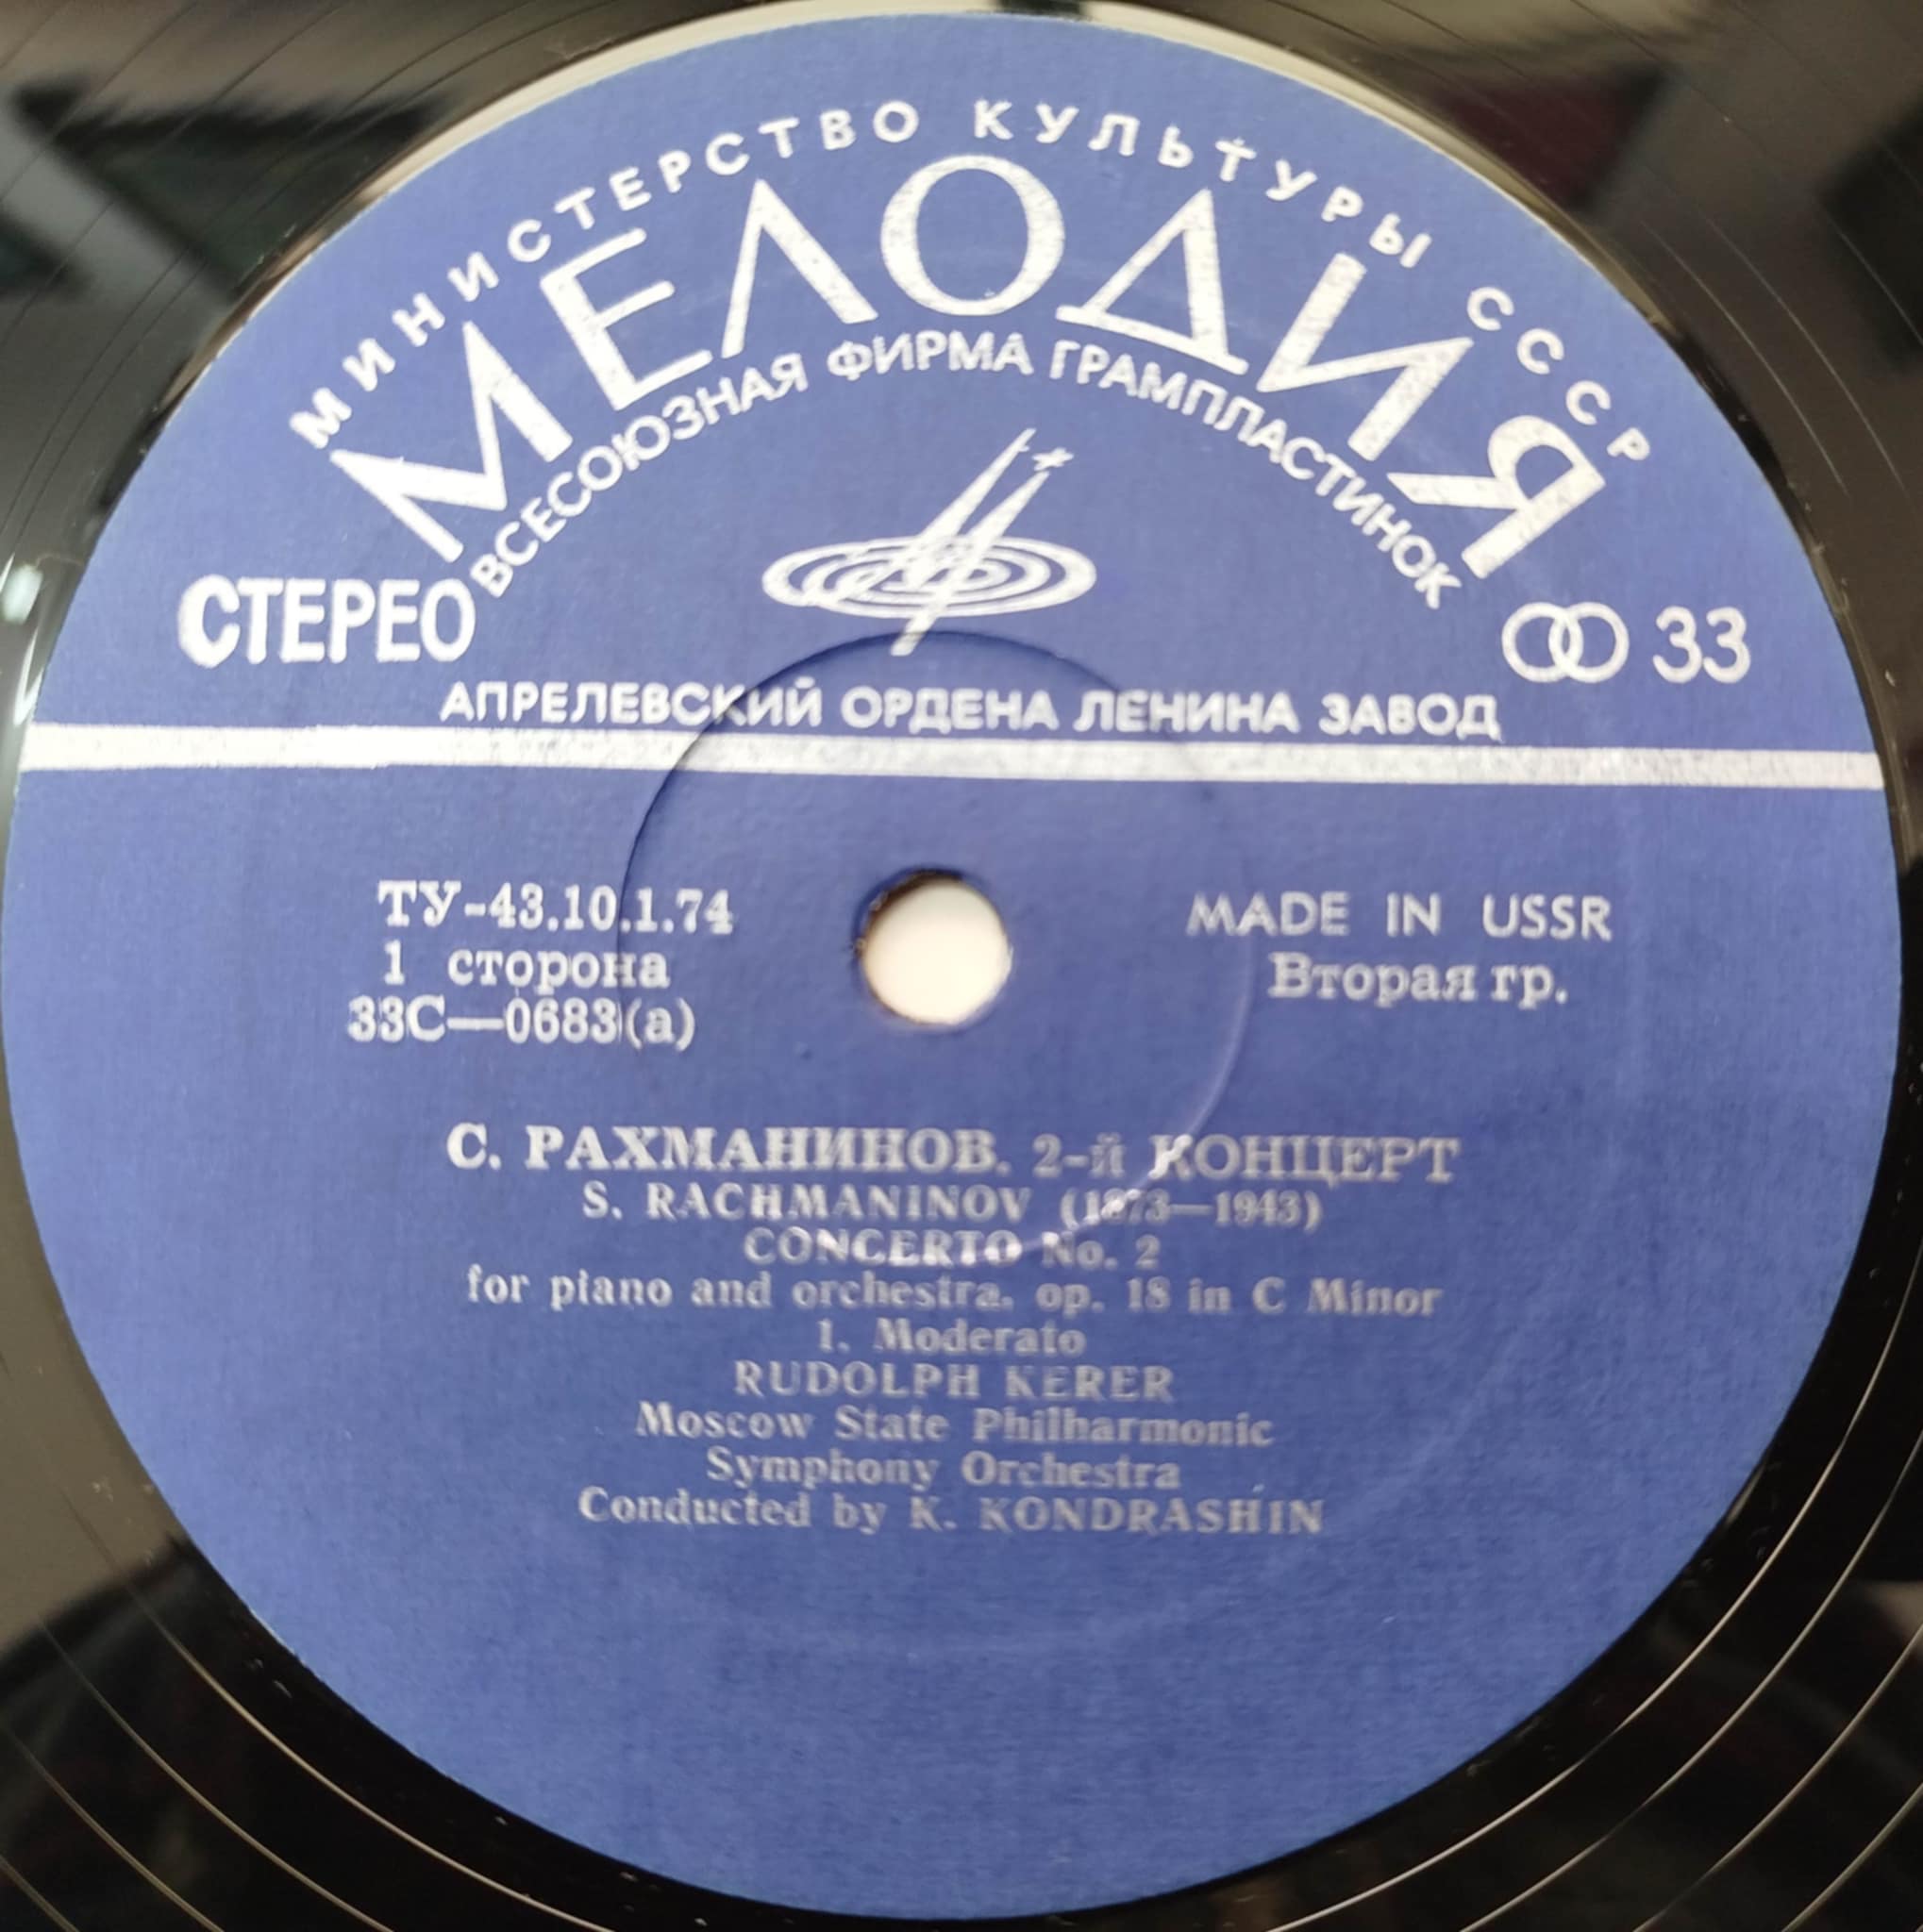 МИНИСТЕРСТВО КУЛЬТУРЫ СССР
МЕЛОДИЯ
ВСЕСОЮЗНАЯ ФИРМА ГРАМПЛАСТИНОК
СТЕРЕО
33
АПРЕЛЕВСКИЙ ОРДЕНА ЛЕНИНА ЗАВОД
ТУ-43.10.1.74
1 сторона
33С—0683(а)
MADE IN USSR
Вторая гр.
С. РАХМАНИНОВ. 2-й КОНЦЕРТ
S. RACHMANINOV (1873—1943)
CONCERTO No. 2
for piano and orchestra. op. 18 in C Minor
1. Moderato
RUDOLPH KERER
Moscow State Philharmonic
Symphony Orchestra
Conducted by K. KONDRASHIN